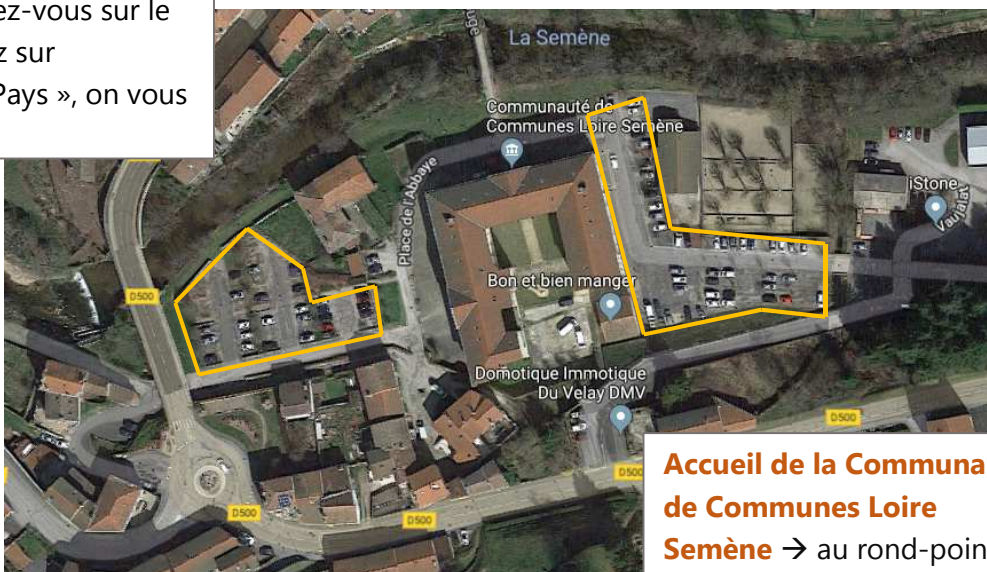 ez-vous sur le
z sur
Pays », on vous
La Semène
Communauté de
Communes Loire Semène
Place de l'Abbaye
iStone
Vaujalat
D500
Bon et bien manger
Domotique Immotique
Du Velay DMV
D500
D500
D500
D500
Accueil de la Communa
de Communes Loire
Semène → au rond-poin